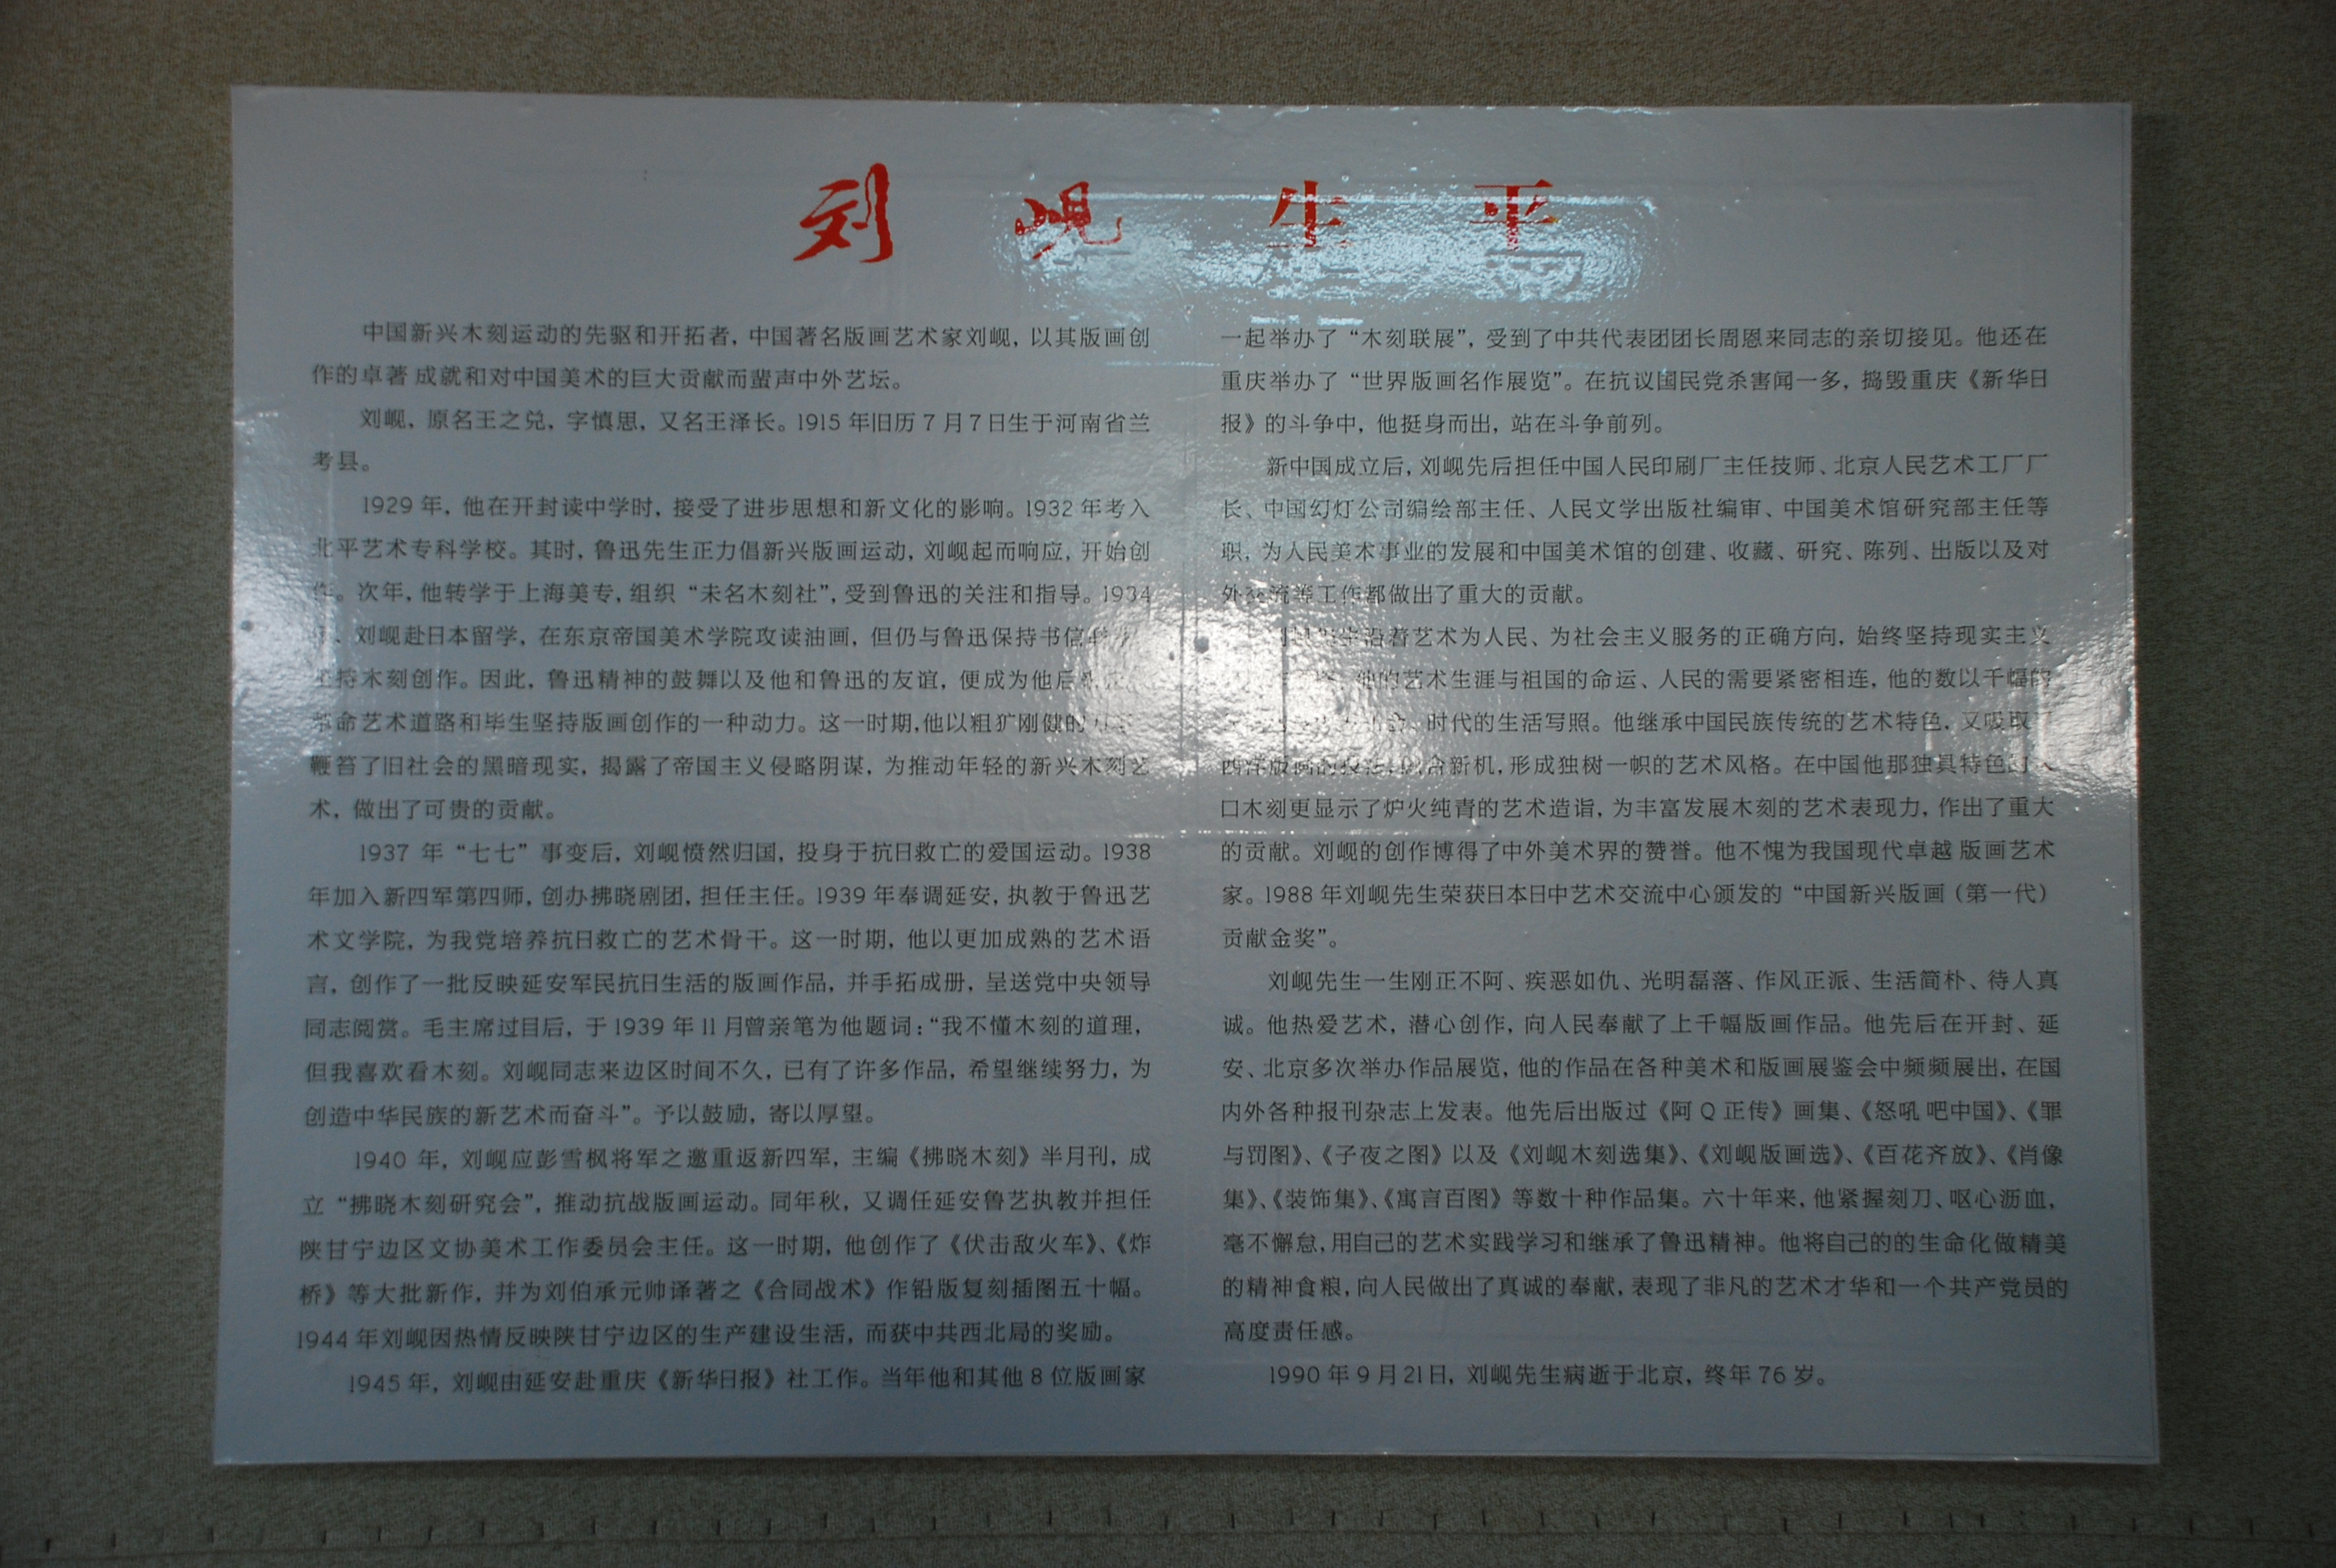 刘岘生平
中国新兴木刻运动的先驱和开拓者，中国著名版画艺术家刘岘，以其版画创
作的卓著 成就和对中国美术的巨大贡献而蜚声中外艺坛。
刘岘，原名王之兑，字慎思，又名王泽长。1915 年旧历 7 月 7 日生于河南省兰
考县。
1929 年，他在开封读中学时，接受了进步思想和新文化的影响。1932 年考入
北平艺术专科学校。其时，鲁迅先生正力倡新兴版画运动，刘岘起而响应，开始创
作。次年，他转学于上海美专，组织“未名木刻社”，受到鲁迅的关注和指导。1934
、刘岘赴日本留学，在东京帝国美术学院攻读油画，但仍与鲁迅保持书信
持木刻创作。因此，鲁迅精神的鼓舞以及他和鲁迅的友谊，便成为他后
革命艺术道路和毕生坚持版画创作的一种动力。这一时期，他以粗犷刚健的
鞭笞了旧社会的黑暗现实，揭露了帝国主义侵略阴谋，为推动年轻的新兴木刻艺
术，做出了可贵的贡献。
1937 年“七七”事变后，刘岘愤然归国，投身于抗日救亡的爱国运动。1938
年加入新四军第四师，创办拂晓剧团，担任主任。1939 年奉调延安，执教于鲁迅艺
术文学院，为我党培养抗日救亡的艺术骨干。这一时期，他以更加成熟的艺术语
言，创作了一批反映延安军民抗日生活的版画作品，并手拓成册，呈送党中央领导
同志阅赏。毛主席过目后，于 1939 年 11 月曾亲笔为他题词：“我不懂木刻的道理，
但我喜欢看木刻。刘岘同志来边区时间不久，已有了许多作品，希望继续努力，为
创造中华民族的新艺术而奋斗”。予以鼓励，寄以厚望。
1940 年，刘岘应彭雪枫将军之邀重返新四军，主编《拂晓木刻》半月刊，成
立“拂晓木刻研究会”，推动抗战版画运动。同年秋，又调任延安鲁艺执教并担任
陕甘宁边区文协美术工作委员会主任。这一时期，他创作了《伏击敌火车》、《炸
桥》等大批新作，并为刘伯承元帅译著之《合同战术》作铅版复刻插图五十幅。
1944 年刘岘因热情反映陕甘宁边区的生产建设生活，而获中共西北局的奖励。
1945 年，刘岘由延安赴重庆《新华日报》社工作。当年他和其他 8 位版画家
一起举办了“木刻联展”，受到了中共代表团团长周恩来同志的亲切接见。他还在
重庆举办了“世界版画名作展览”。在抗议国民党杀害闻一多，捣毁重庆《新华日
报》的斗争中，他挺身而出，站在斗争前列。
新中国成立后，刘岘先后担任中国人民印刷厂主任技师、北京人民艺术工厂厂
长、中国幻灯公司编绘部主任、人民文学出版社编审、中国美术馆研究部主任等
职，为人民美术事业的发展和中国美术馆的创建、收藏、研究、陈列、出版以及对
外交流等工作都做出了重大的贡献。
沿着艺术为人民、为社会主义服务的正确方向，始终坚持现实主义
他的艺术生涯与祖国的命运、人民的需要紧密相连，他的数以千幅的
时代的生活写照。他继承中国民族传统的艺术特色，又吸取了
西洋版画的技法，新机，形成独树一帜的艺术风格。在中国他那独具特色
口木刻更显示了炉火纯青的艺术造诣，为丰富发展木刻的艺术表现力，作出了重大
的贡献。刘岘的创作博得了中外美术界的赞誉。他不愧为我国现代卓越 版画艺术
家。1988 年刘岘先生荣获日本日中艺术交流中心颁发的“中国新兴版画（第一代）
贡献金奖”。
刘岘先生一生刚正不阿、疾恶如仇、光明磊落、作风正派、生活简朴、待人真
诚。他热爱艺术，潜心创作，向人民奉献了上千幅版画作品。他先后在开封、延
安、北京多次举办作品展览，他的作品在各种美术和版画展鉴会中频频展出，在国
内外各种报刊杂志上发表。他先后出版过《阿 Q 正传》画集、《怒吼 吧中国》、《罪
与罚图》、《子夜之图》以及《刘岘木刻选集》、《刘岘版画选》、《百花齐放》、《肖像
集》、《装饰集》、《寓言百图》等数十种作品集。六十年来，他紧握刻刀、呕心沥血，
毫不懈怠，用自己的艺术实践学习和继承了鲁迅精神。他将自己的的生命化做精美
的精神食粮，向人民做出了真诚的奉献，表现了非凡的艺术才华和一个共产党员的
高度责任感。
1990 年 9 月 21 日，刘岘先生病逝于北京，终年 76 岁。